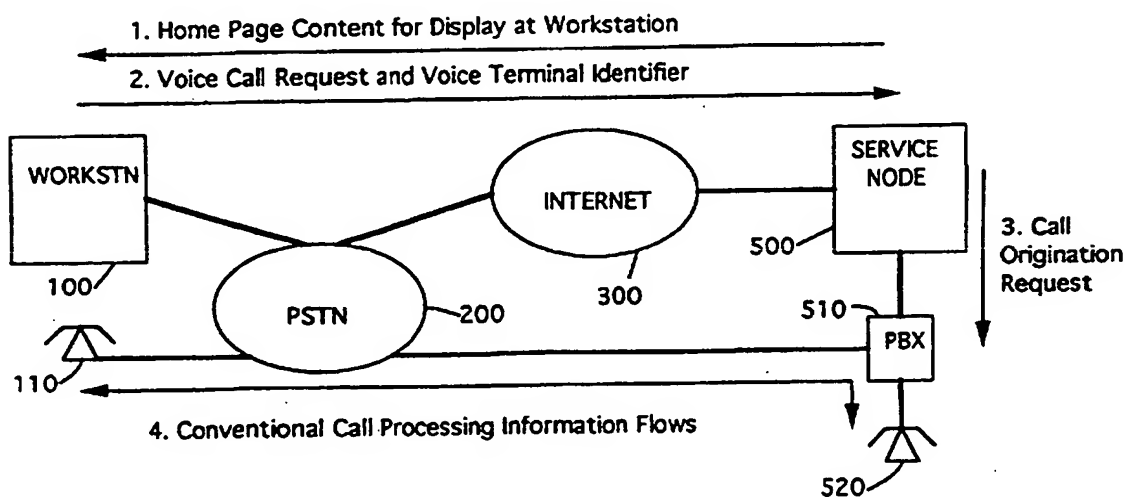 1. Home Page Content for Display at Workstation
2. Voice Call Request and Voice Terminal Identifier
WORKSTN
100
PSTN
200
INTERNET
300
SERVICE
NODE
500
3. Call
Origination
Request
510
PBX
110
4. Conventional Call Processing Information Flows
520